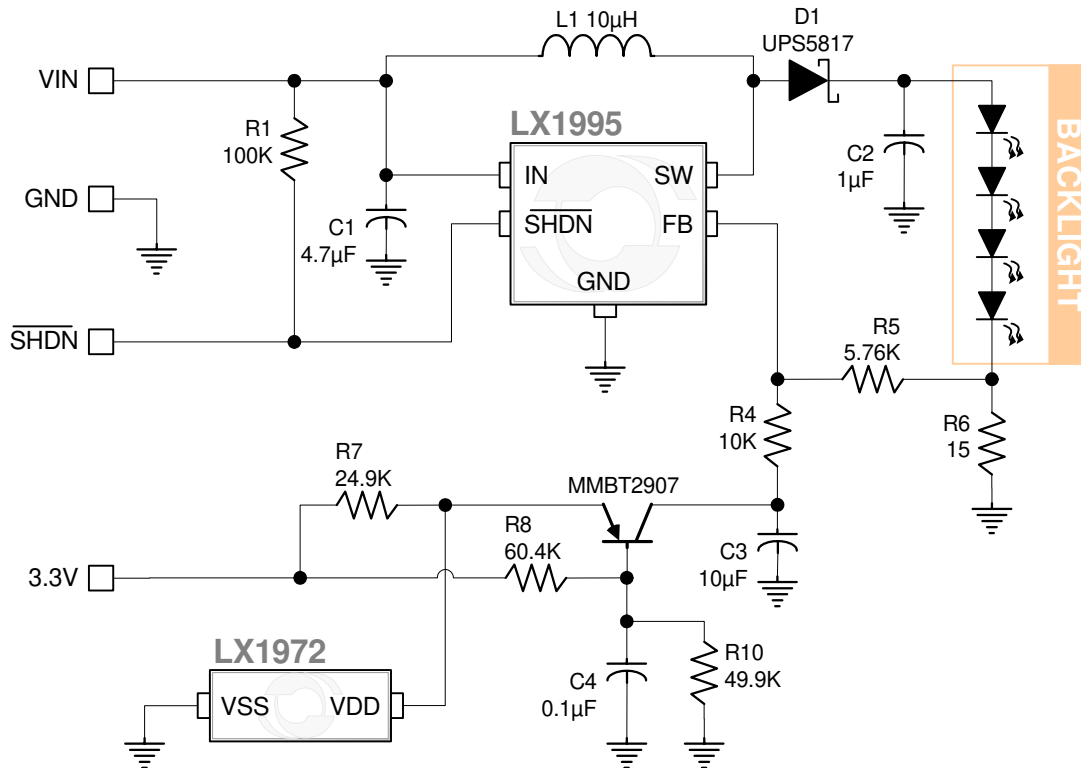 L1 10µH
D1
UPS5817
VIN
R1
100K
LX1995
IN
SW
C2
1µF
BACKLIGHT
GND
C1
4.7µF
SHDN
FB
GND
SHDN
R5
5.76K
R4
10K
R6
15
R7
24.9K
MMBT2907
R8
60.4K
C3
10µF
3.3V
LX1972
VSS
VDD
C4
0.1µF
R10
49.9K